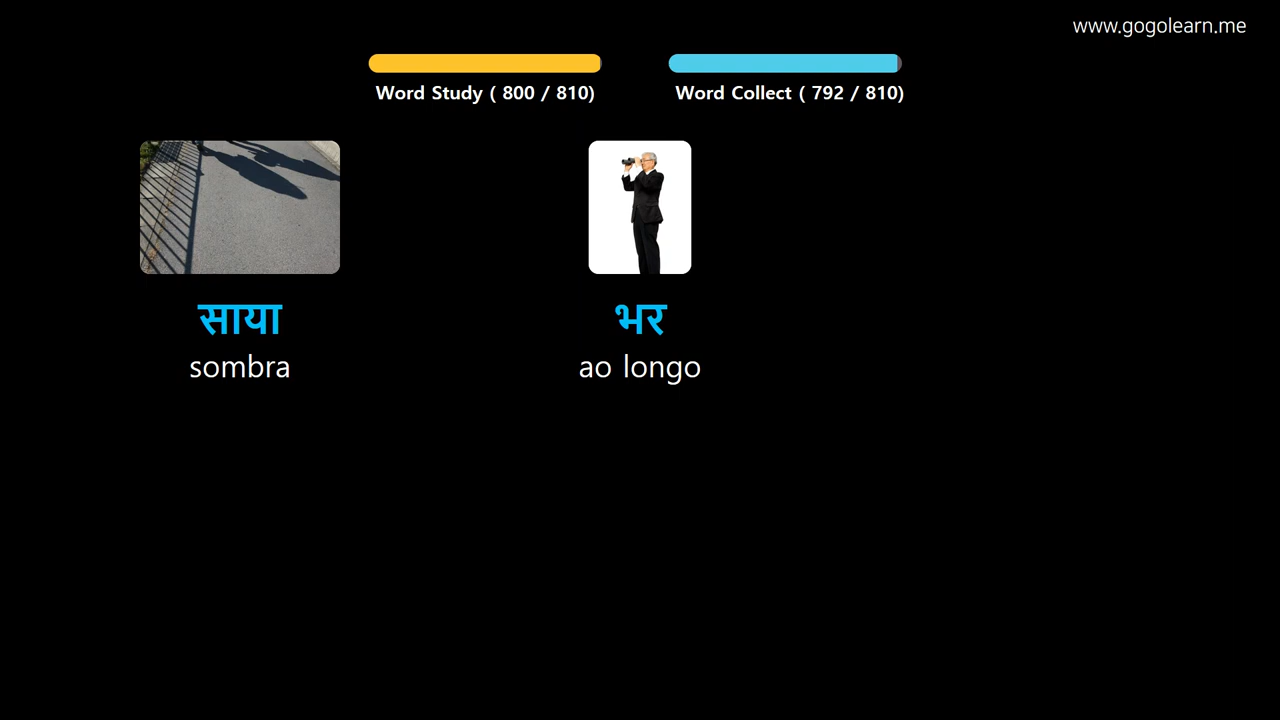 www.gogolearn.me
Word Study ( 800 / 810)
Word Collect ( 792 / 810)
साया
sombra
भर
ao longo